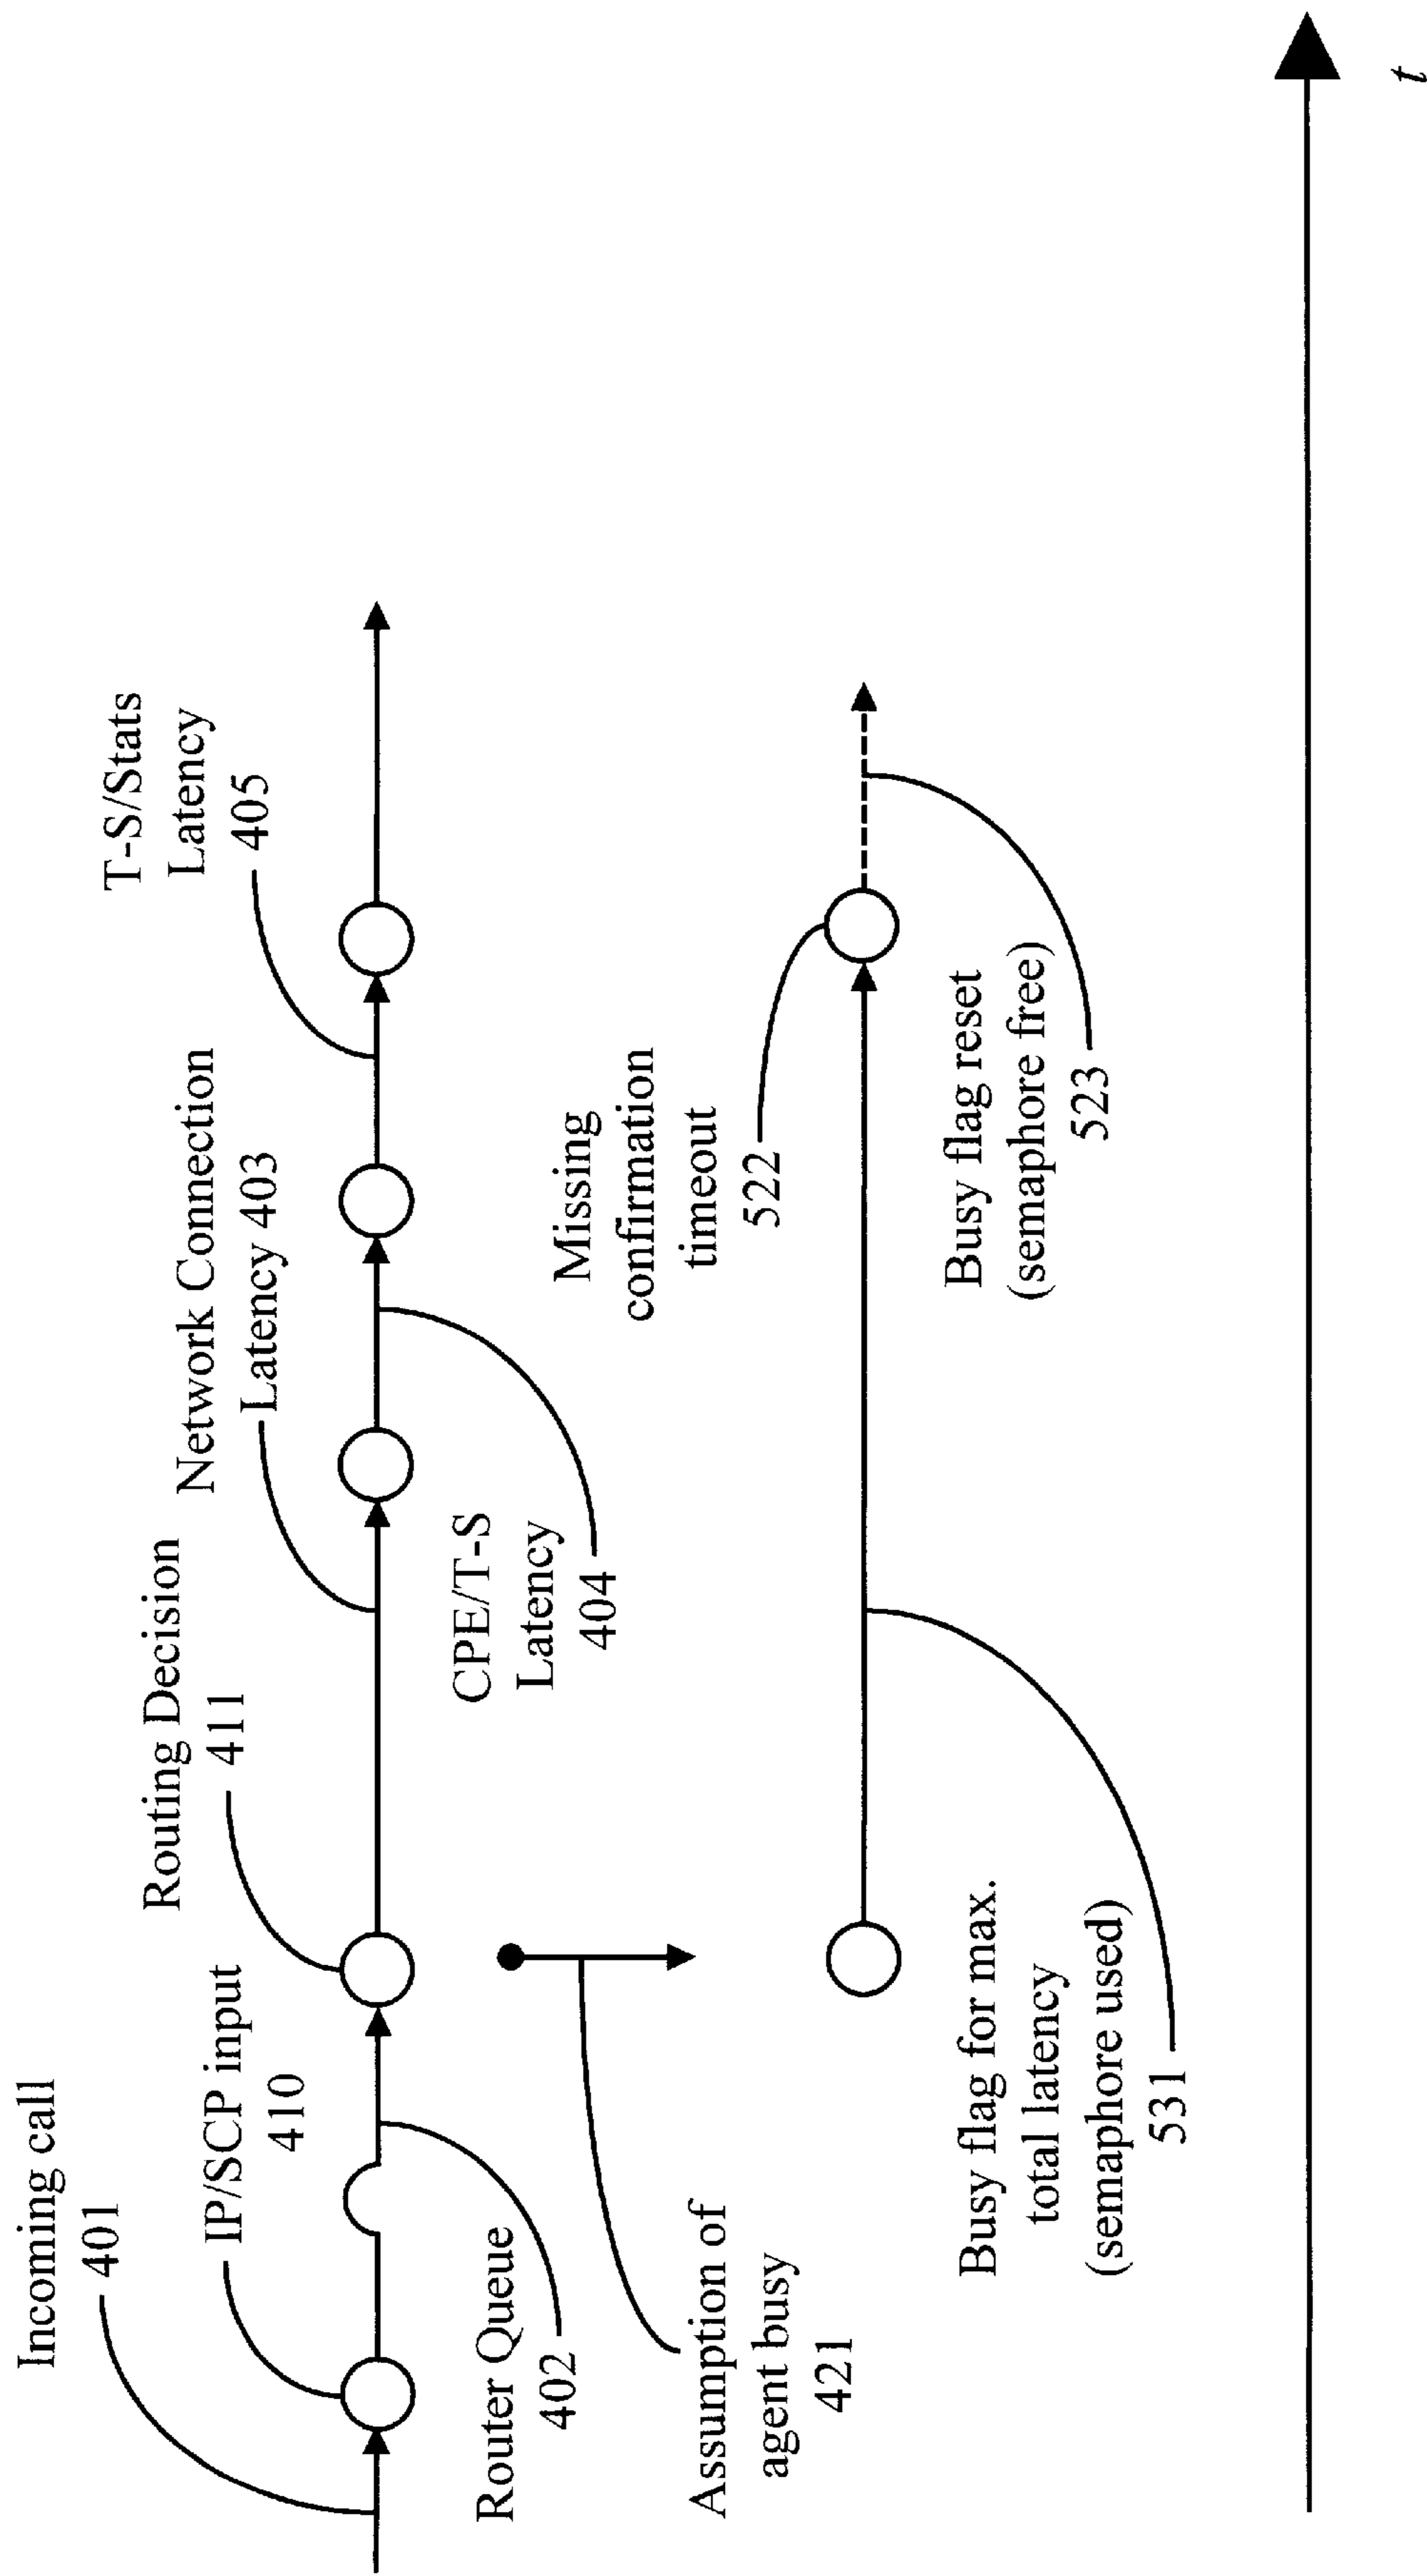 Incoming call
401
IP/SCP input
410
Routing Decision
411
Network Connection
Latency 403
T-S/Stats
Latency
405
Router Queue
402
CPE/T-S
Latency
404
Assumption of
agent busy
421
Missing
confirmation
timeout
522
Busy flag for max.
total latency
(semaphore used)
531
Busy flag reset
(semaphore free)
523
t